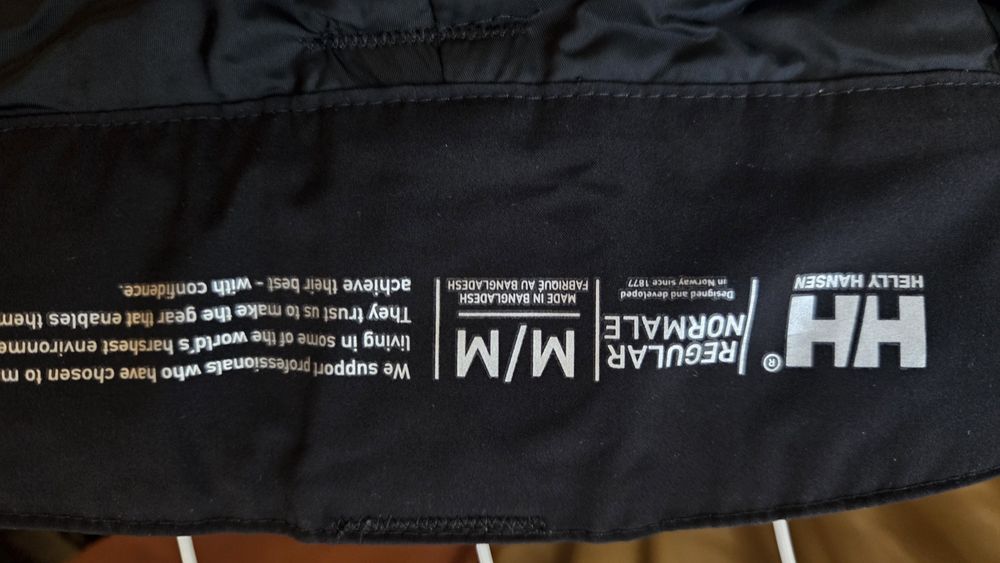 HH®
HELLY HANSEN
REGULAR
NORMALE
Designed and developed
in Norway since 1877
M/M
MADE IN BANGLADESH
FABRIQUÉ AU BANGLADESH
We support professionals who have chosen to m
living in some of the world's harshest environme
They trust us to make the gear that enables them
achieve their best - with confidence.